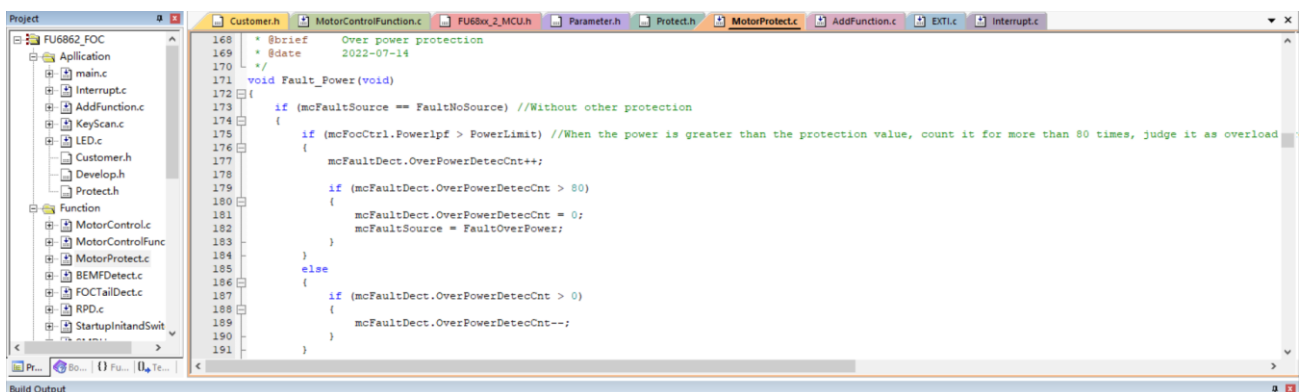 Project
Customer.h MotorControlFunction.c FU68xx_2_MCU.h Parameter.h Protect.h MotorProtect.c AddFunction.c EXTI.c Interrupt.c
FU6862_FOC
Apllication
main.c
Interrupt.c
AddFunction.c
KeyScan.c
LED.c
Customer.h
Develop.h
Protect.h
Function
MotorControl.c
MotorControlFunc
MotorProtect.c
BEMFDetect.c
FOCTailDect.c
RPD.c
StartupInitandSwit
Pr... Bo... {} Fu... Te...
168 * @brief Over power protection
169 * @date 2022-07-14
170 */
171 void Fault_Power(void)
172 {
173 if (mcFaultSource == FaultNoSource) //Without other protection
174 {
175 if (mcFocCtrl.Powerlpf > PowerLimit) //When the power is greater than the protection value, count it for more than 80 times, judge it as overload
176 {
177 mcFaultDect.OverPowerDetecCnt++;
178
179 if (mcFaultDect.OverPowerDetecCnt > 80)
180 {
181 mcFaultDect.OverPowerDetecCnt = 0;
182 mcFaultSource = FaultOverPower;
183 }
184 }
185 else
186 {
187 if (mcFaultDect.OverPowerDetecCnt > 0)
188 {
189 mcFaultDect.OverPowerDetecCnt--;
190 }
191 }
Build Output